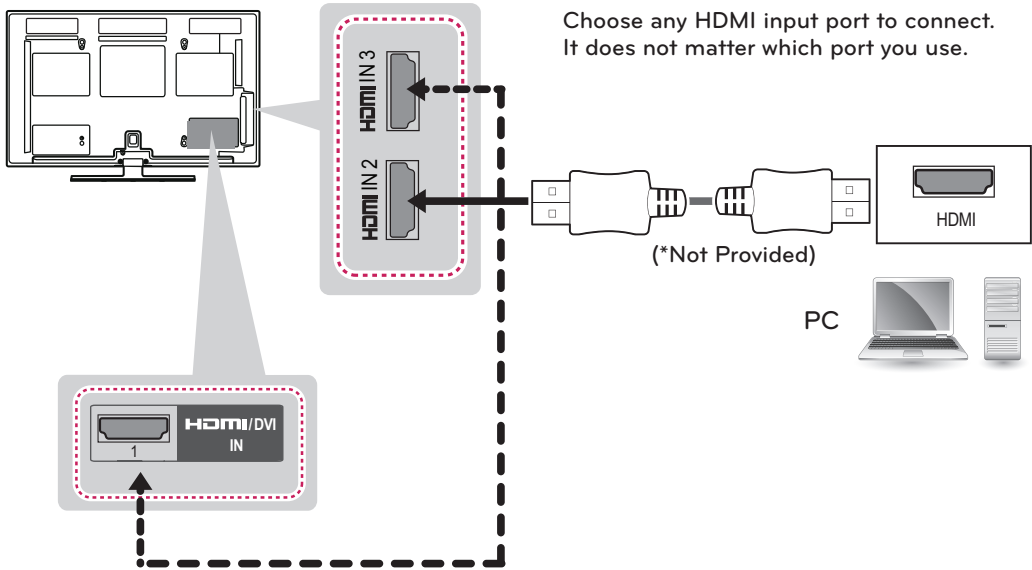 Choose any HDMI input port to connect.
It does not matter which port you use.
HDMI IN 3
HDMI IN 2
HDMI
(*Not Provided)
PC
HDMI/DVI
IN
1